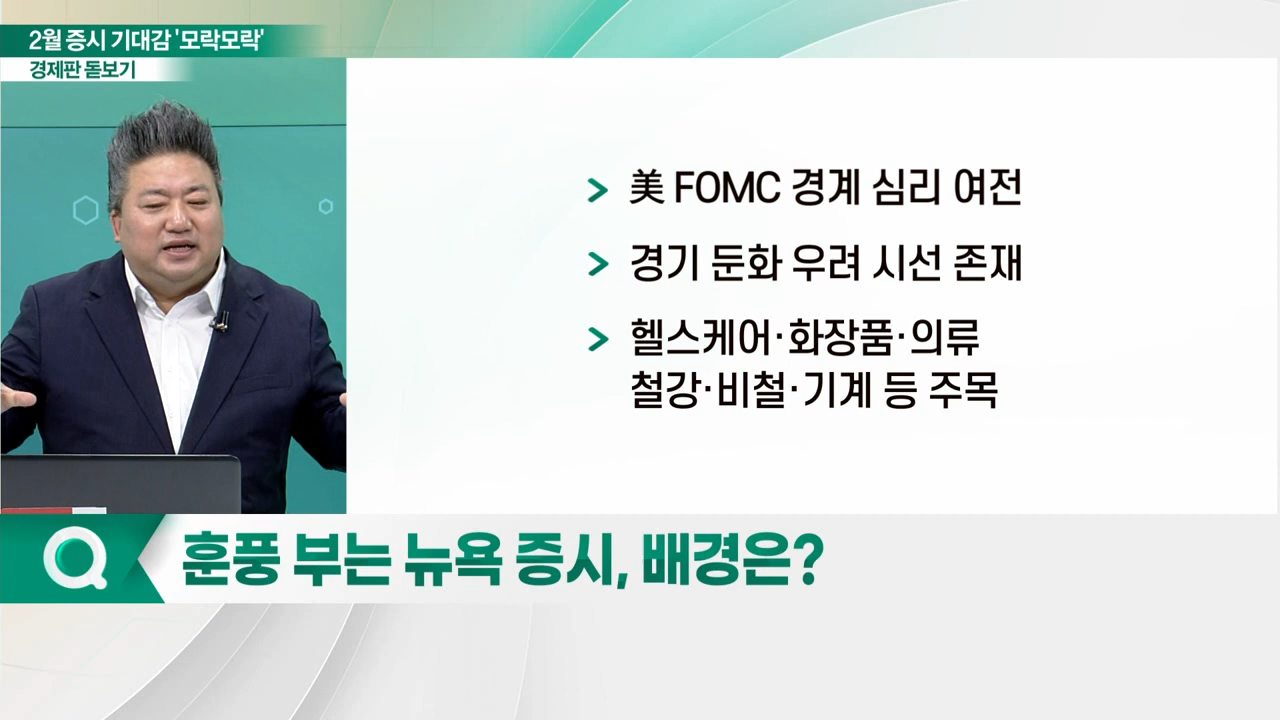 2월 증시 기대감 '모락모락'
경제판 돋보기
美 FOMC 경계 심리 여전
경기 둔화 우려 시선 존재
헬스케어·화장품·의류
철강·비철·기계 등 주목
훈풍 부는 뉴욕 증시, 배경은?